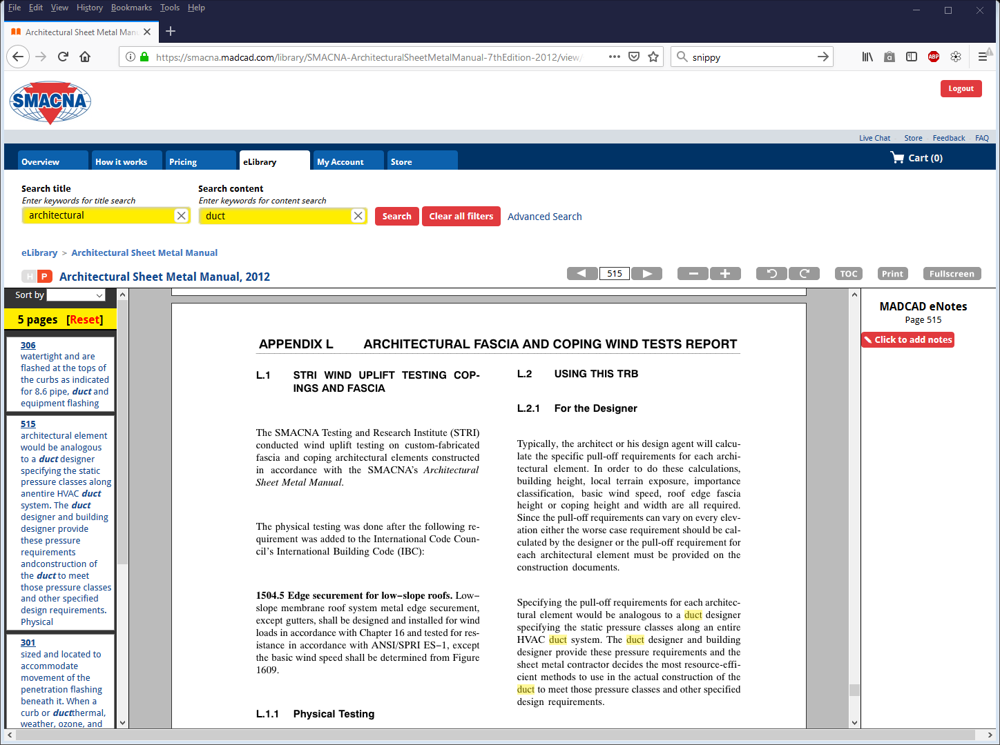 File Edit View History Bookmarks Tools Help
Architectural Sheet Metal Man
https://smacna.madcad.com/library/SMACNA-ArchitecturalSheetMetalManual-7thEdition-2012/view/
snippy
ABP
SMACNA
Logout
Live Chat Store Feedback FAQ
Overview How it works Pricing eLibrary My Account Store
Cart (0)
Search title
Enter keywords for title search
architectural
Search content
Enter keywords for content search
duct
Search Clear all filters Advanced Search
eLibrary > Architectural Sheet Metal Manual
H P Architectural Sheet Metal Manual, 2012
515 TOC Print Fullscreen
Sort by
5 pages [Reset]
306
watertight and are
flashed at the tops of
the curbs as indicated
for 8.6 pipe, duct and
equipment flashing
515
architectural element
would be analogous
to a duct designer
specifying the static
pressure classes along
anentire HVAC duct
system. The duct
designer and building
designer provide
these pressure
requirements
andconstruction of
the duct to meet
those pressure classes
and other specified
design requirements.
Physical
301
sized and located to
accommodate
movement of the
penetration flashing
beneath it. When a
curb or ductthermal,
weather, ozone, and
APPENDIX L ARCHITECTURAL FASCIA AND COPING WIND TESTS REPORT
L.1 STRI WIND UPLIFT TESTING COP-
INGS AND FASCIA
The SMACNA Testing and Research Institute (STRI)
conducted wind uplift testing on custom-fabricated
fascia and coping architectural elements constructed
in accordance with the SMACNA's Architectural
Sheet Metal Manual.
The physical testing was done after the following re-
quirement was added to the International Code Coun-
cil's International Building Code (IBC):
1504.5 Edge securement for low−slope roofs. Low−
slope membrane roof system metal edge securement,
except gutters, shall be designed and installed for wind
loads in accordance with Chapter 16 and tested for res-
istance in accordance with ANSI/SPRI ES−1, except
the basic wind speed shall be determined from Figure
1609.
L.1.1 Physical Testing
L.2 USING THIS TRB
L.2.1 For the Designer
Typically, the architect or his design agent will calcu-
late the specific pull-off requirements for each archi-
tectural element. In order to do these calculations,
building height, local terrain exposure, importance
classification, basic wind speed, roof edge fascia
height or coping height and width are all required.
Since the pull-off requirements can vary on every elev-
ation either the worse case requirement should be cal-
culated by the designer or the pull-off requirement for
each architectural element must be provided on the
construction documents.
Specifying the pull-off requirements for each architec-
tural element would be analogous to a duct designer
specifying the static pressure classes along an entire
HVAC duct system. The duct designer and building
designer provide these pressure requirements and the
sheet metal contractor decides the most resource-effi-
cient methods to use in the actual construction of the
duct to meet those pressure classes and other specified
design requirements.
MADCAD eNotes
Page 515
Click to add notes